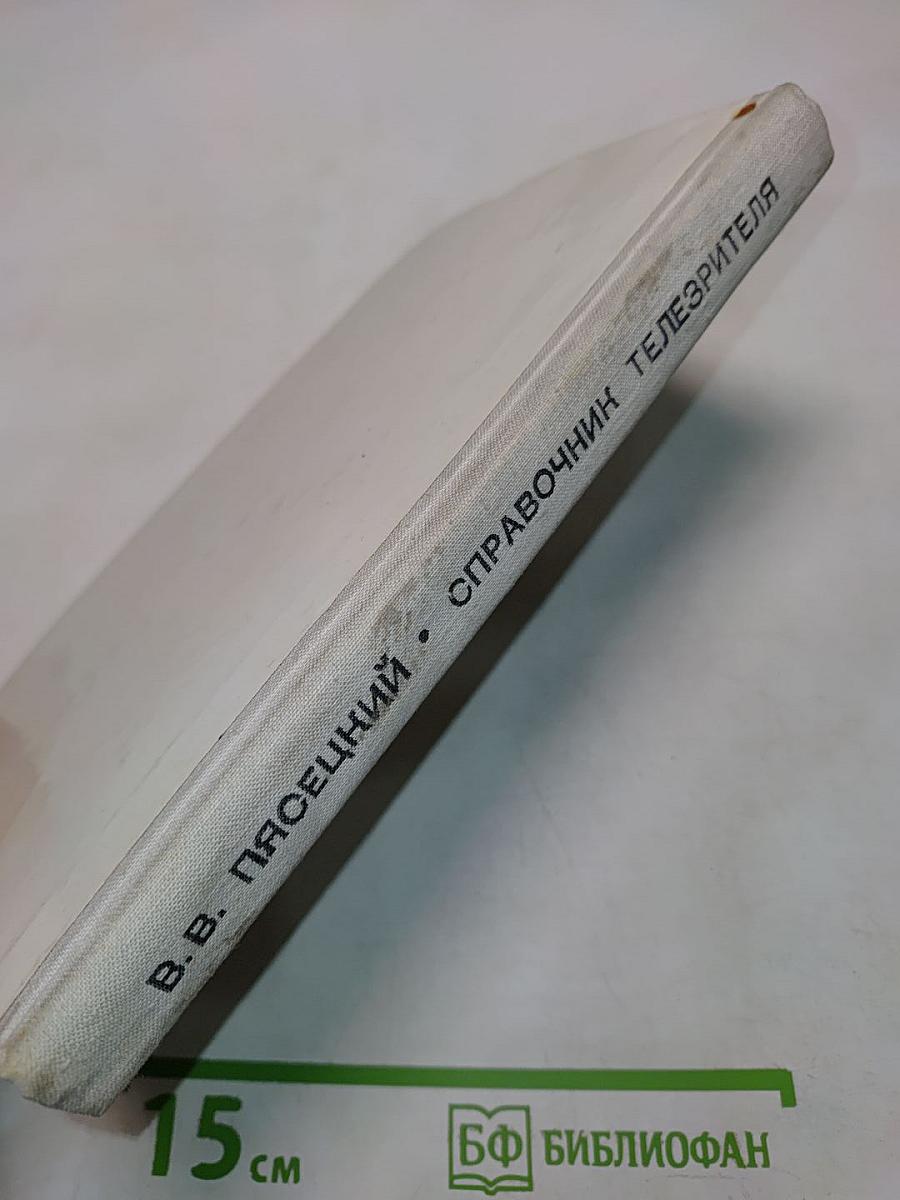 В. В. ПЯСЕЦКИЙ • СПРАВОЧНИК ТЕЛЕЗРИТЕЛЯ
15 см
БФ БИБЛИОФАН